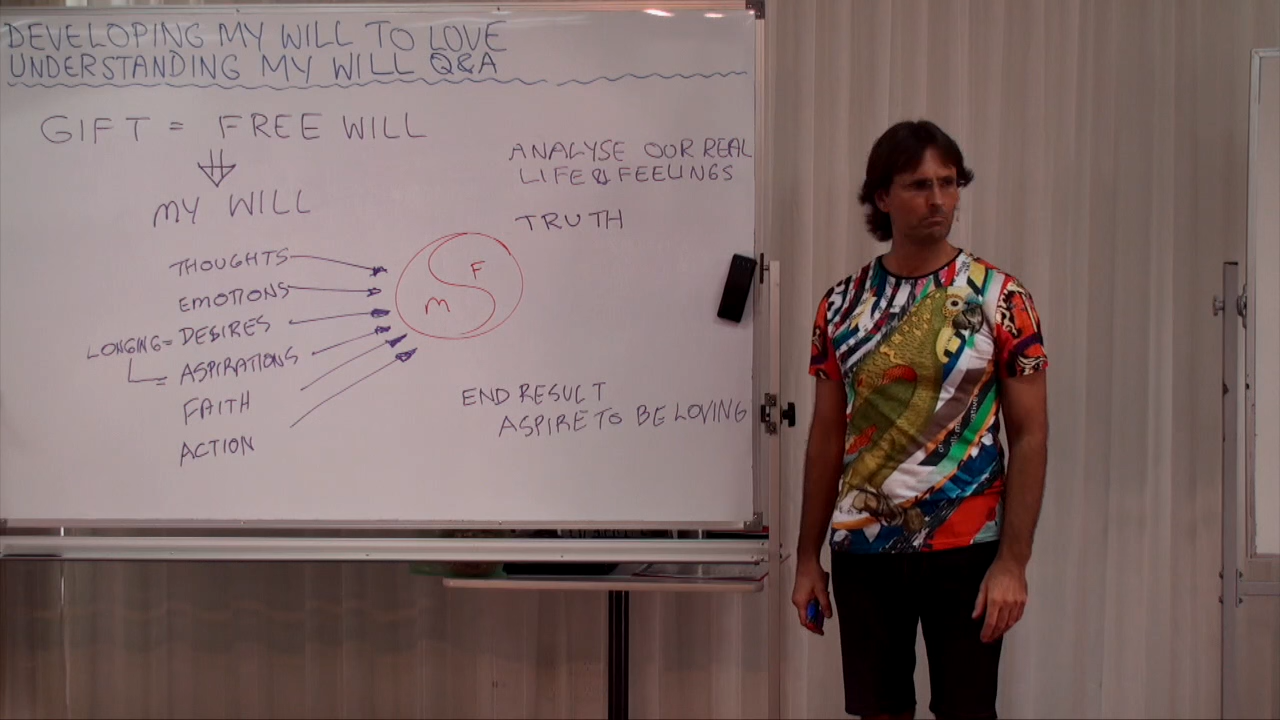 DEVELOPING MY WILL TO LOVE
UNDERSTANDING MY WILL Q&A
GIFT = FREE WILL
MY WILL
THOUGHTS
EMOTIONS
LONGING = DESIRES
= ASPIRATIONS
FAITH
ACTION
F
M
ANALYSE OUR REAL
LIFE & FEELINGS
TRUTH
END RESULT
ASPIRE TO BE LOVING